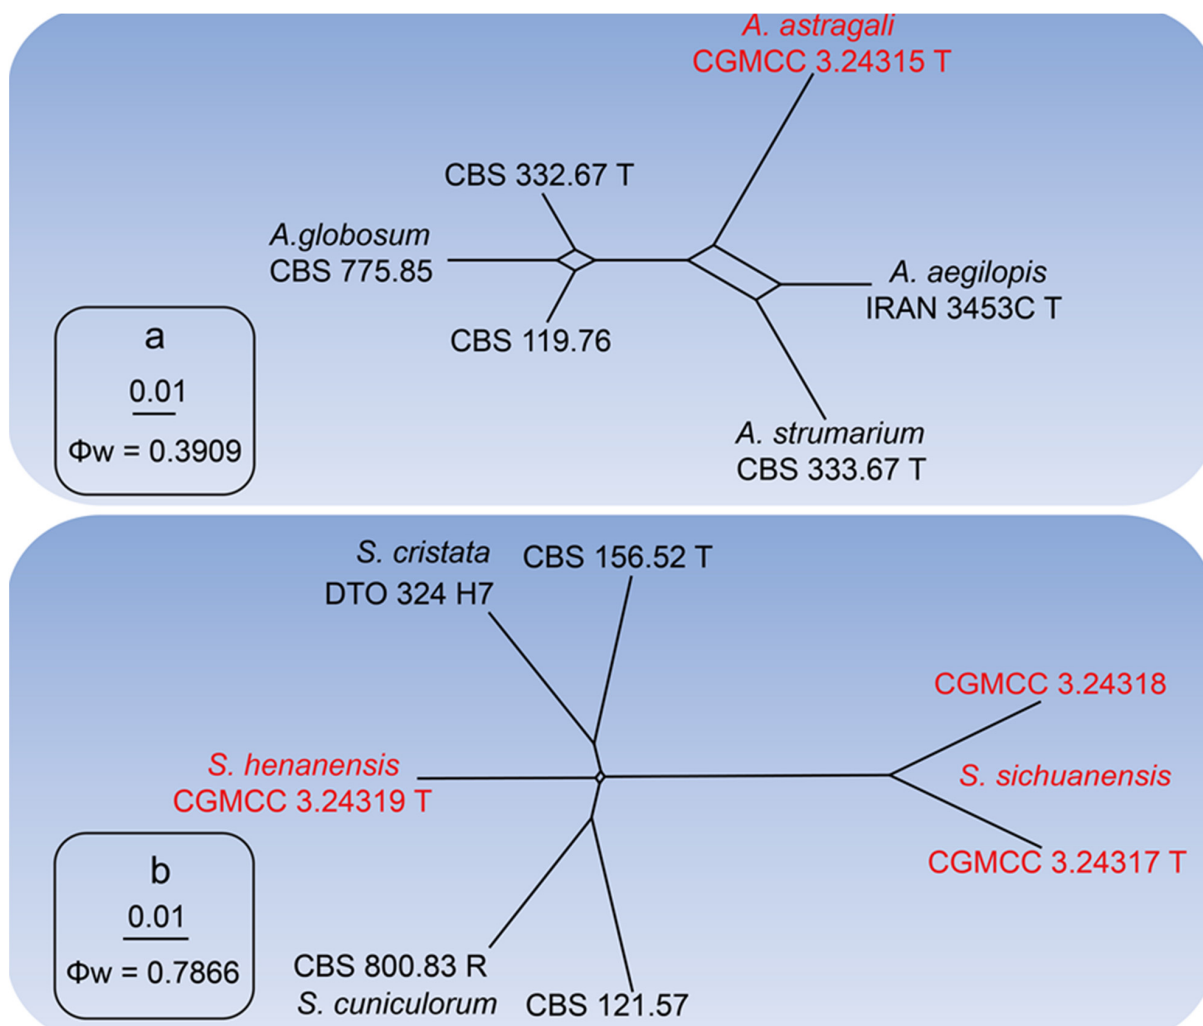 A. astragali
CGMCC 3.24315 T
CBS 332.67 T
A.globosum
CBS 775.85
A. aegilopis
IRAN 3453C T
CBS 119.76
a
0.01
Φw = 0.3909
A. strumarium
CBS 333.67 T
S. cristata
DTO 324 H7
CBS 156.52 T
CGMCC 3.24318
S. henanensis
CGMCC 3.24319 T
S. sichuanensis
CGMCC 3.24317 T
b
0.01
Φw = 0.7866
CBS 800.83 R
S. cuniculorum
CBS 121.57